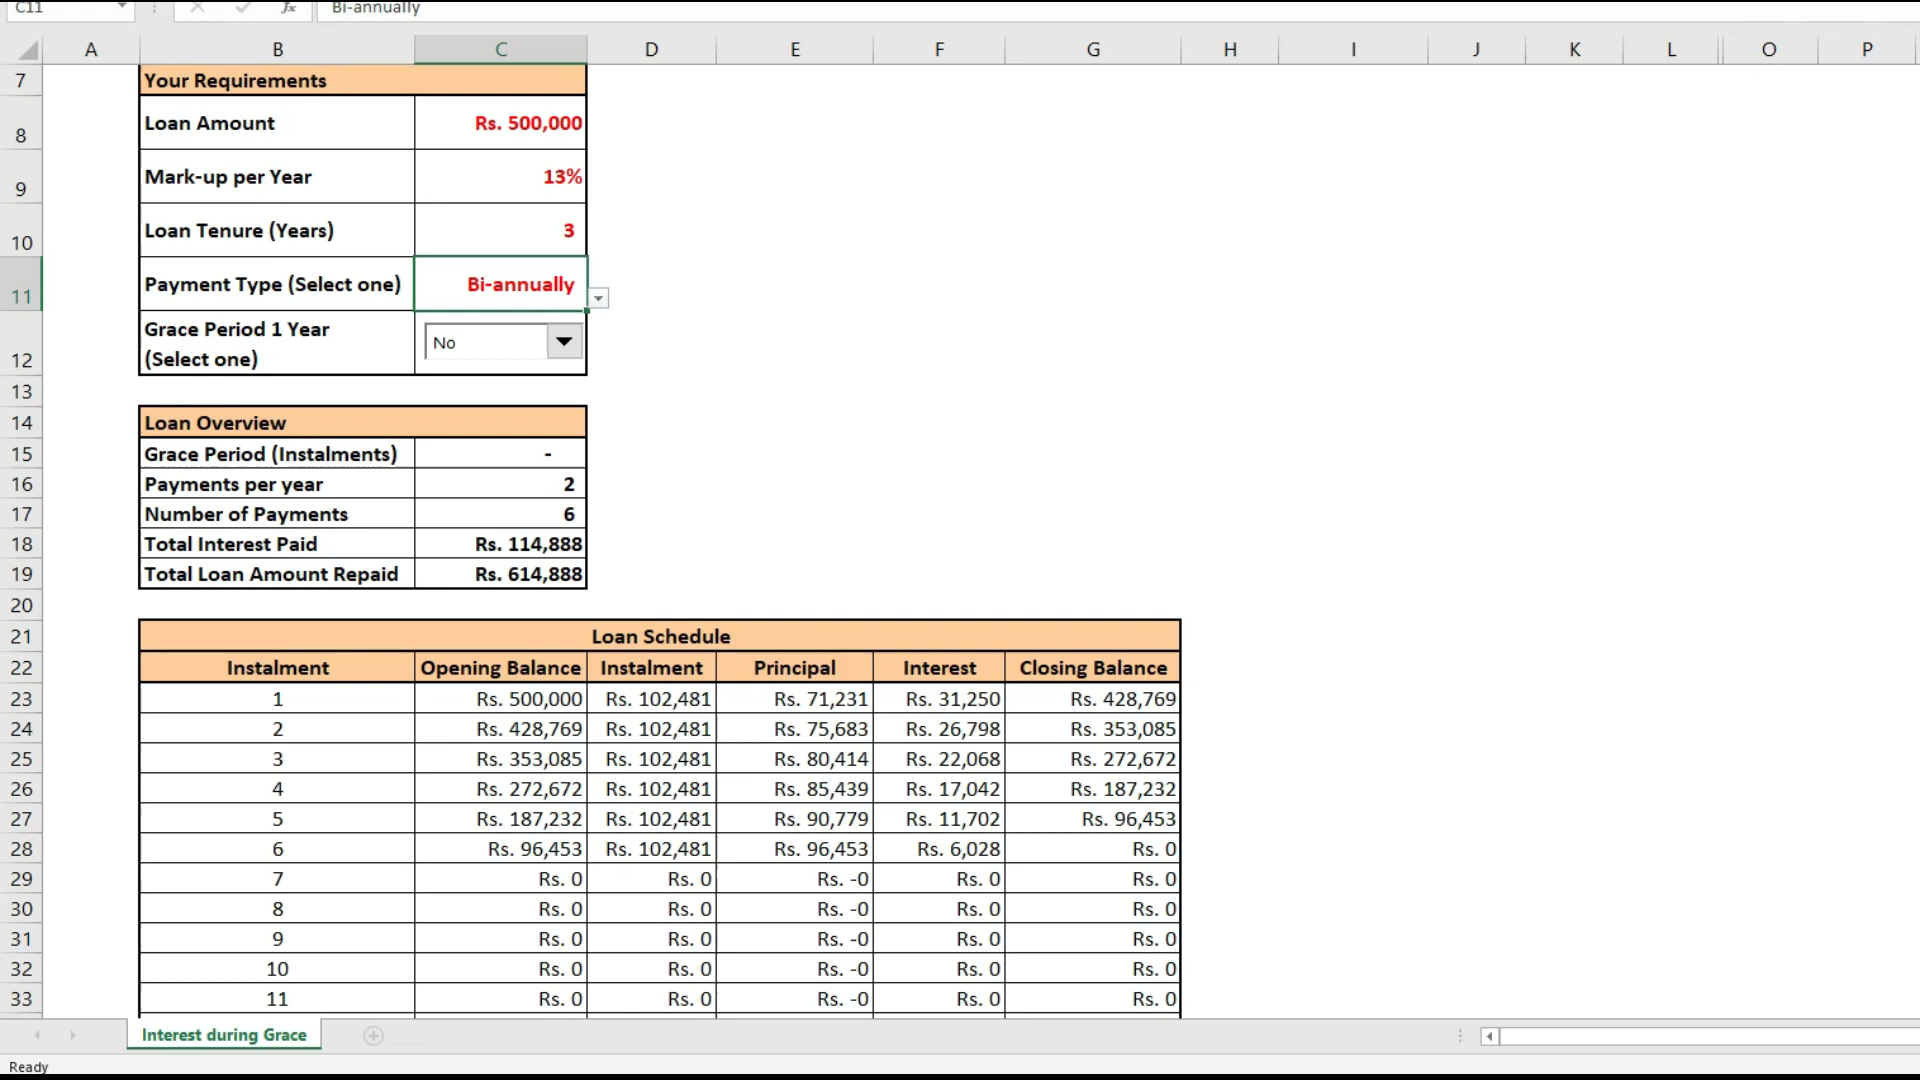 C11 fx Bi-annually
A B C D E F G H I J K L O P
7 Your Requirements
8 Loan Amount Rs. 500,000
9 Mark-up per Year 13%
10 Loan Tenure (Years) 3
11 Payment Type (Select one) Bi-annually
Grace Period 1 Year
12 (Select one) No
13
14 Loan Overview
15 Grace Period (Instalments) -
16 Payments per year 2
17 Number of Payments 6
18 Total Interest Paid Rs. 114,888
19 Total Loan Amount Repaid Rs. 614,888
20
21 Loan Schedule
22 Instalment Opening Balance Instalment Principal Interest Closing Balance
23 1 Rs. 500,000 Rs. 102,481 Rs. 71,231 Rs. 31,250 Rs. 428,769
24 2 Rs. 428,769 Rs. 102,481 Rs. 75,683 Rs. 26,798 Rs. 353,085
25 3 Rs. 353,085 Rs. 102,481 Rs. 80,414 Rs. 22,068 Rs. 272,672
26 4 Rs. 272,672 Rs. 102,481 Rs. 85,439 Rs. 17,042 Rs. 187,232
27 5 Rs. 187,232 Rs. 102,481 Rs. 90,779 Rs. 11,702 Rs. 96,453
28 6 Rs. 96,453 Rs. 102,481 Rs. 96,453 Rs. 6,028 Rs. 0
29 7 Rs. 0 Rs. 0 Rs. -0 Rs. 0 Rs. 0
30 8 Rs. 0 Rs. 0 Rs. -0 Rs. 0 Rs. 0
31 9 Rs. 0 Rs. 0 Rs. -0 Rs. 0 Rs. 0
32 10 Rs. 0 Rs. 0 Rs. -0 Rs. 0 Rs. 0
33 11 Rs. 0 Rs. 0 Rs. -0 Rs. 0 Rs. 0
Interest during Grace
Ready